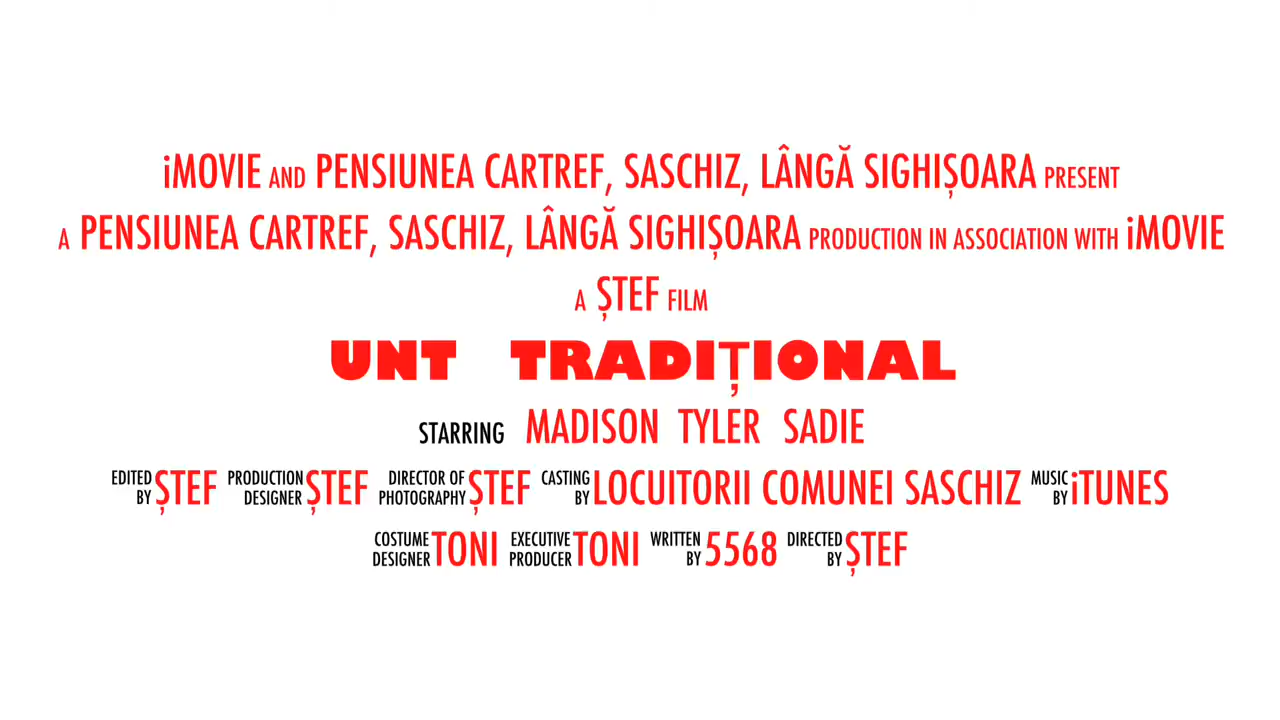 iMOVIE AND PENSIUNEA CARTREF, SASCHIZ, LÂNGĂ SIGHIȘOARA PRESENT
A PENSIUNEA CARTREF, SASCHIZ, LÂNGĂ SIGHIȘOARA PRODUCTION IN ASSOCIATION WITH iMOVIE
A ȘTEF FILM
UNT TRADIȚIONAL
STARRING MADISON TYLER SADIE
EDITED BY ȘTEF PRODUCTION DESIGNER ȘTEF DIRECTOR OF PHOTOGRAPHY ȘTEF CASTING BY LOCUITORII COMUNEI SASCHIZ MUSIC BY iTUNES
COSTUME DESIGNER TONI EXECUTIVE PRODUCER TONI WRITTEN BY 5568 DIRECTED BY ȘTEF